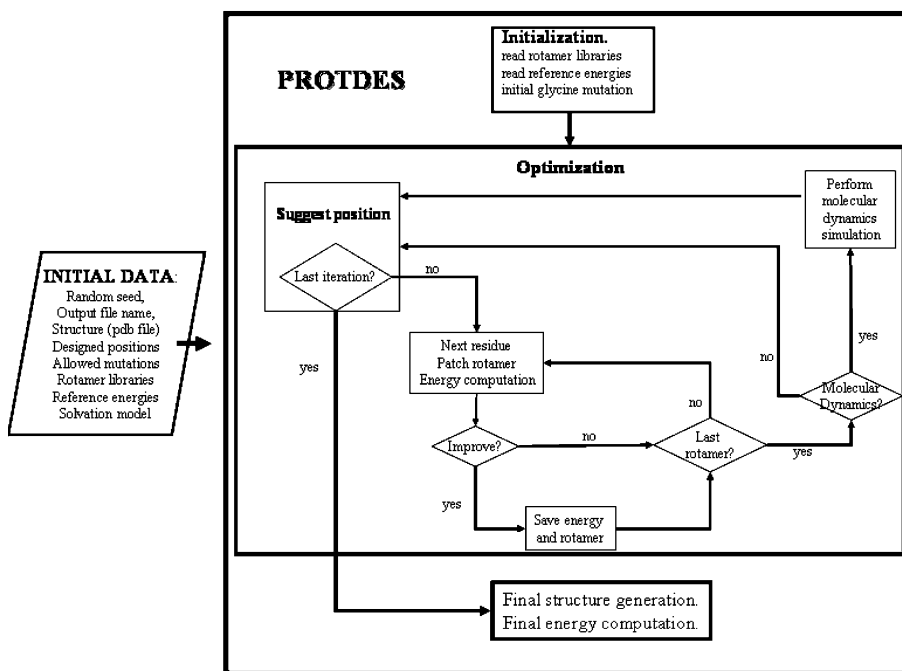 Initialization.
read rotamer libraries
read reference energies
initial glycine mutation
PROTDES
Optimization
Suggest position
Last iteration?
no
Perform
molecular
dynamics
simulation
INITIAL DATA:
Random seed,
Output file name,
Structure (pdb file)
Designed positions
Allowed mutations
Rotamer libraries
Reference energies
Solvation model
yes
Next residue
Patch rotamer
Energy computation
no
yes
no
Molecular
Dynamics?
Improve?
no
Last
rotamer?
yes
yes
Save energy
and rotamer
Final structure generation.
Final energy computation.